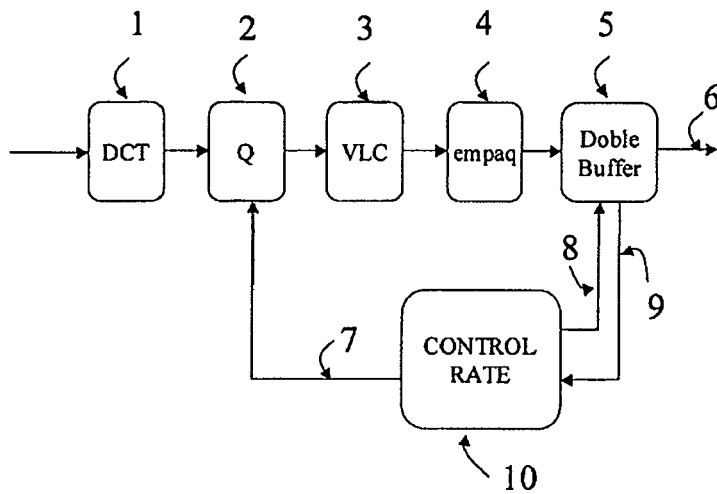 1
2
3
4
5
6
DCT
Q
VLC
empaq
Doble
Buffer
8
9
7
CONTROL
RATE
10